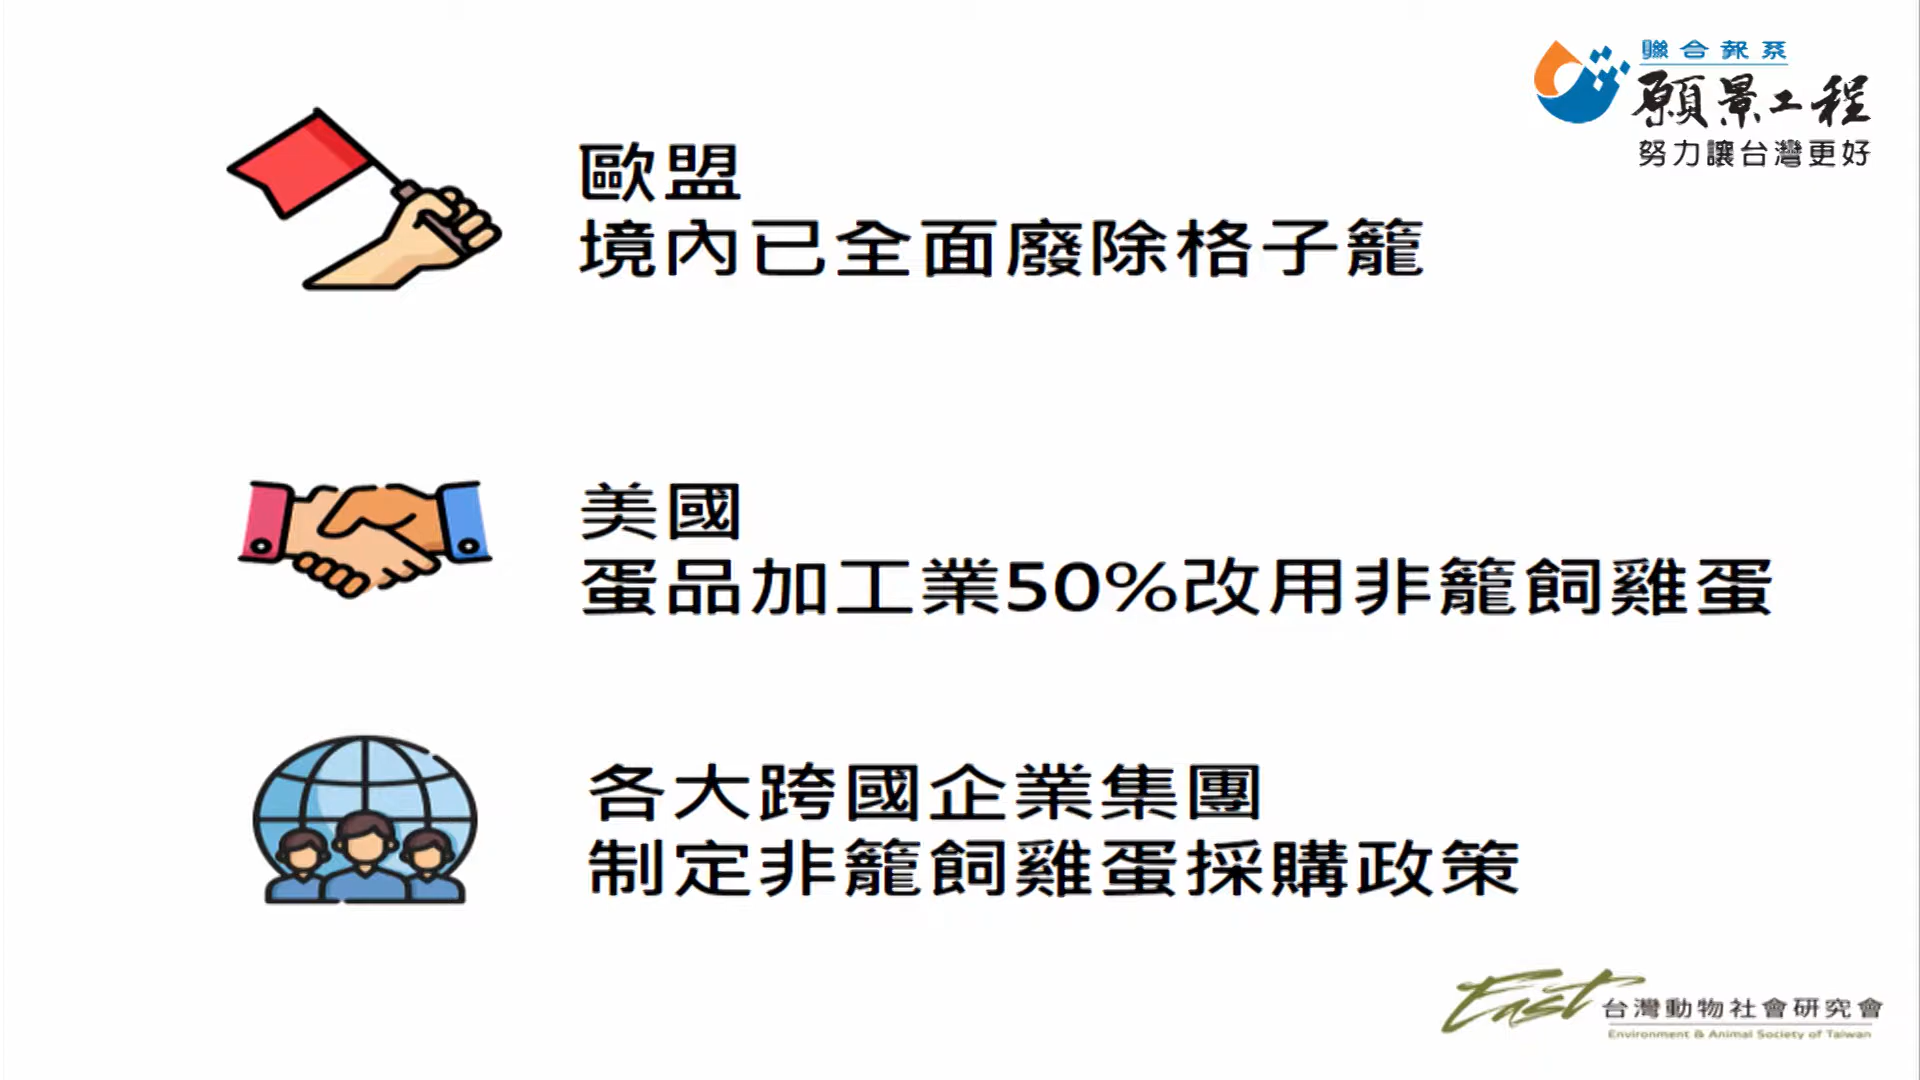 聯合報系
願景工程
努力讓台灣更好
歐盟
境內已全面廢除格子籠
美國
蛋品加工業50%改用非籠飼雞蛋
各大跨國企業集團
制定非籠飼雞蛋採購政策
East 台灣動物社會研究會
Environment & Animal Society of Taiwan